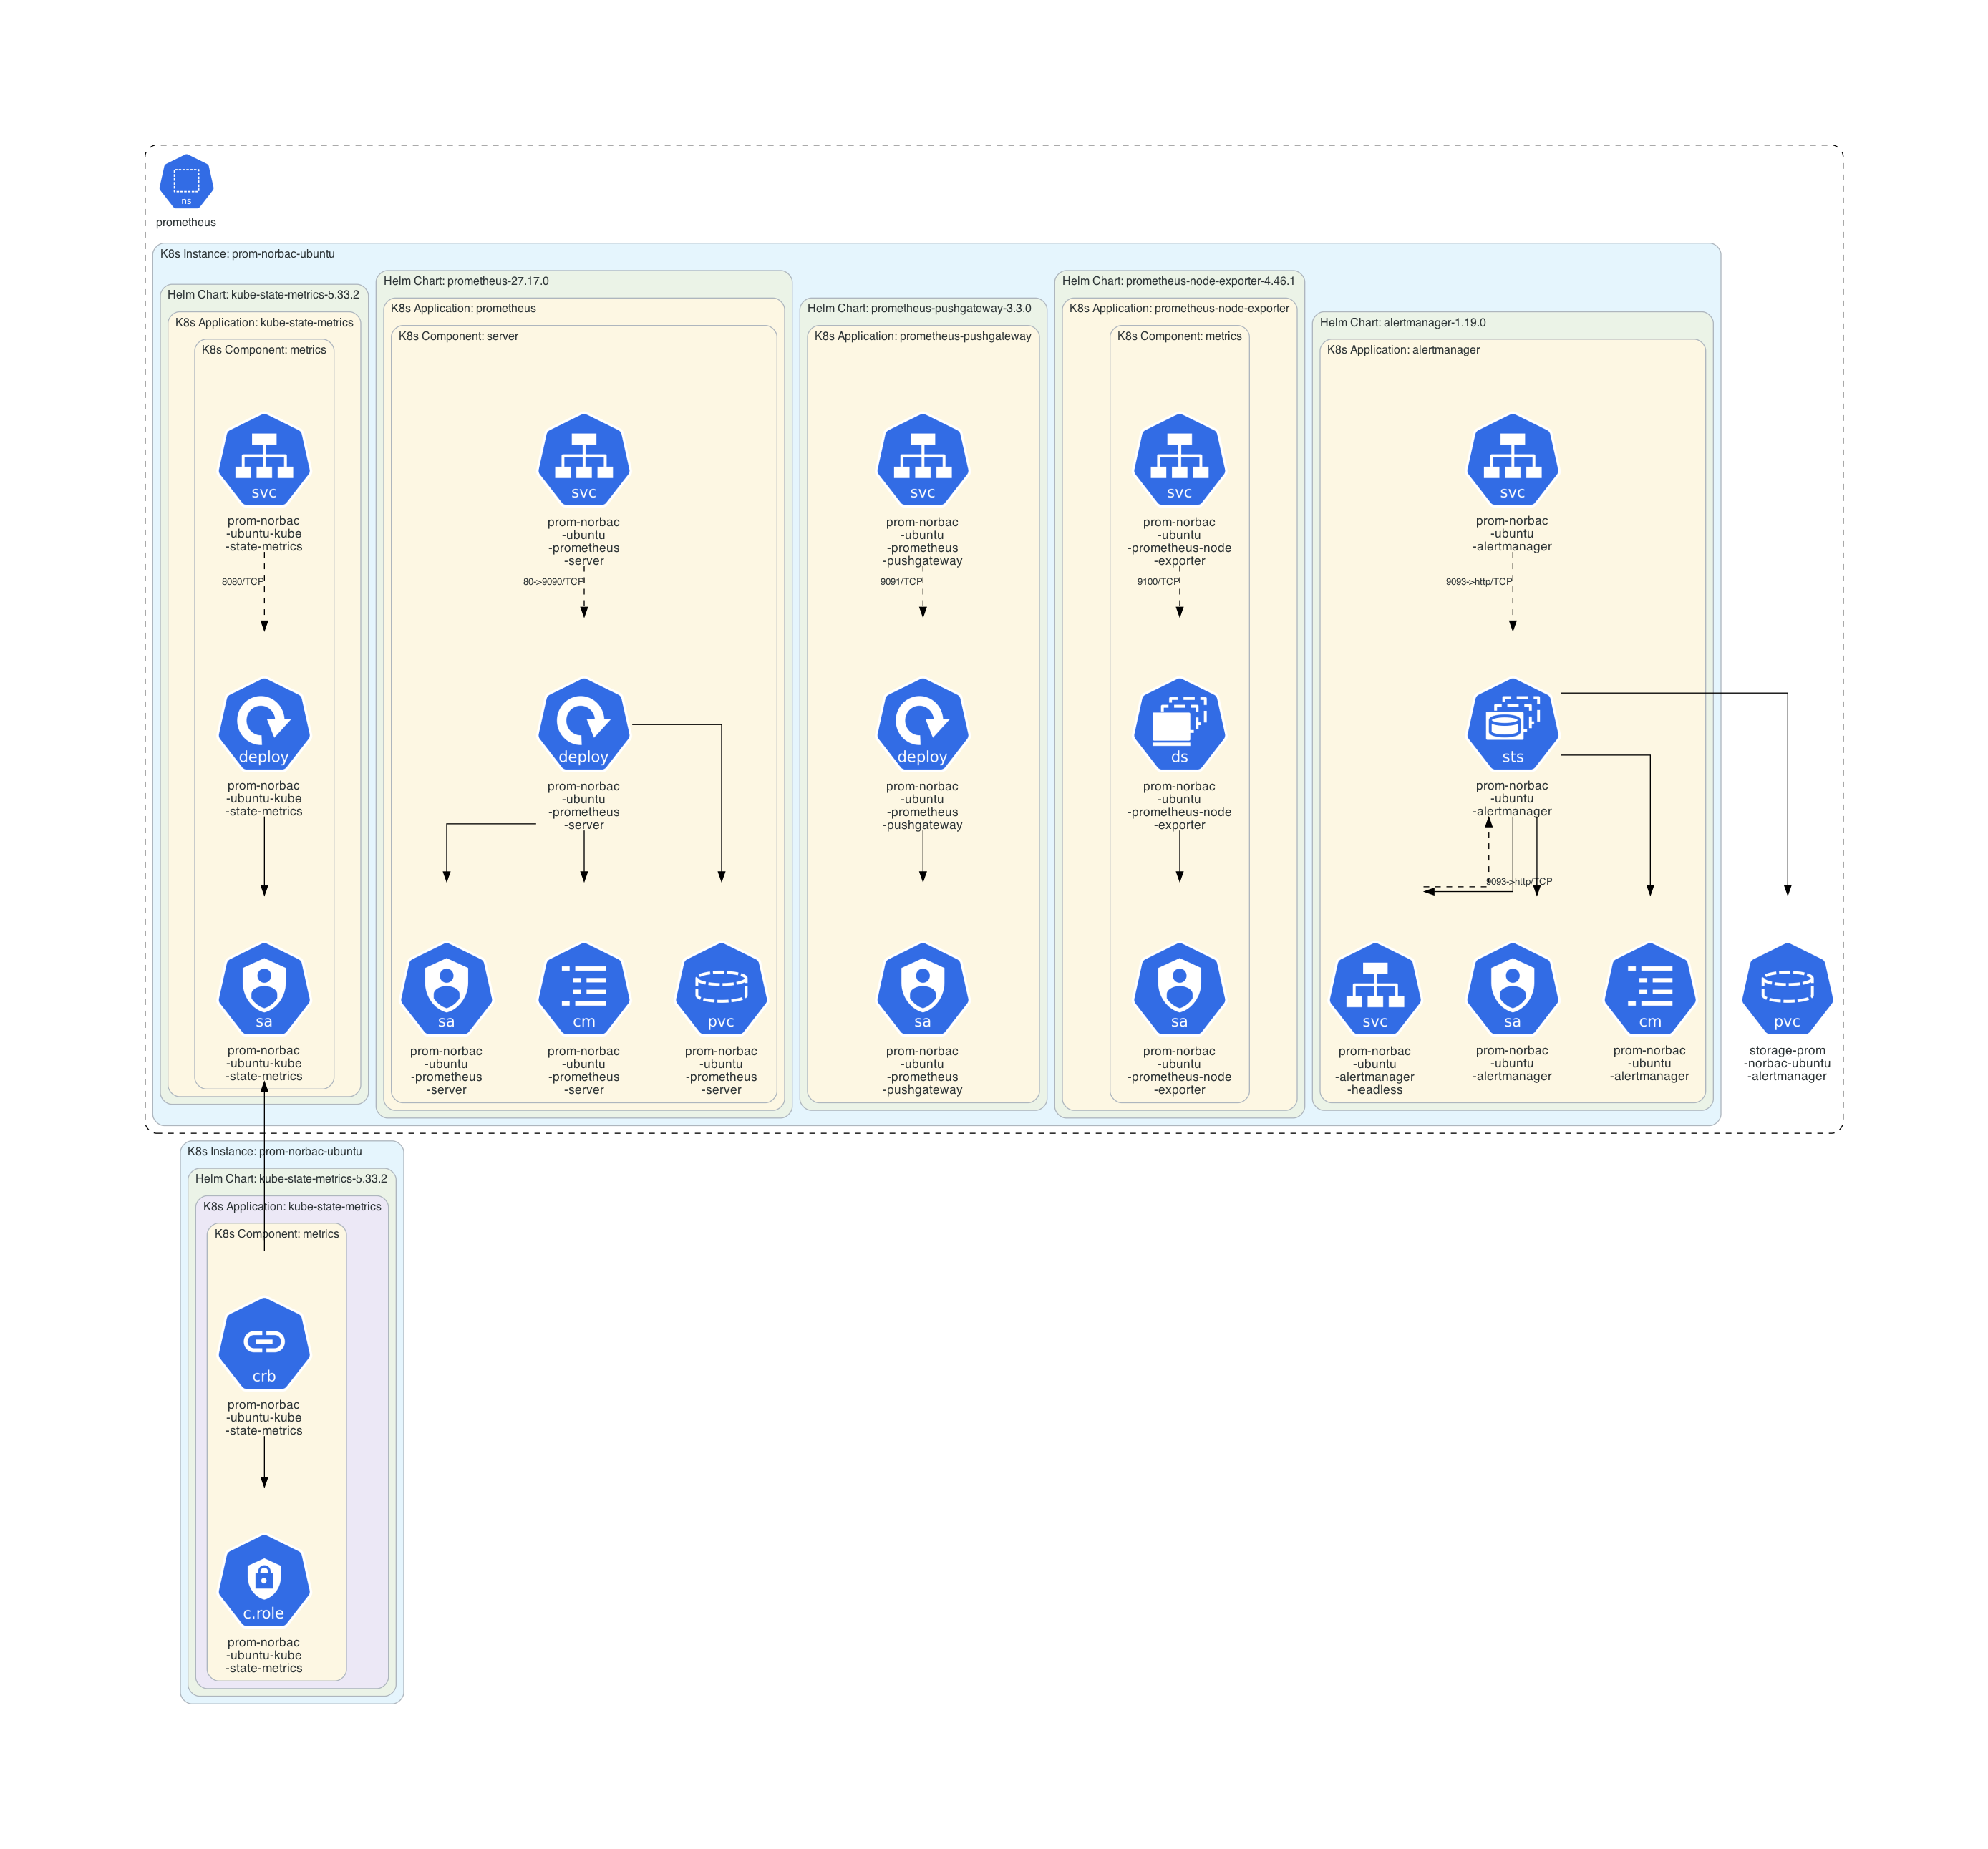 ns
prometheus
K8s Instance: prom-norbac-ubuntu
Helm Chart: kube-state-metrics-5.33.2
K8s Application: kube-state-metrics
K8s Component: metrics
svc
prom-norbac
-ubuntu-kube
-state-metrics
8080/TCP
deploy
prom-norbac
-ubuntu-kube
-state-metrics
sa
prom-norbac
-ubuntu-kube
-state-metrics
Helm Chart: prometheus-27.17.0
K8s Application: prometheus
K8s Component: server
svc
prom-norbac
-ubuntu
-prometheus
-server
80->9090/TCP
deploy
prom-norbac
-ubuntu
-prometheus
-server
sa
prom-norbac
-ubuntu
-prometheus
-server
cm
prom-norbac
-ubuntu
-prometheus
-server
pvc
prom-norbac
-ubuntu
-prometheus
-server
Helm Chart: prometheus-pushgateway-3.3.0
K8s Application: prometheus-pushgateway
svc
prom-norbac
-ubuntu
-prometheus
-pushgateway
9091/TCP
deploy
prom-norbac
-ubuntu
-prometheus
-pushgateway
sa
prom-norbac
-ubuntu
-prometheus
-pushgateway
Helm Chart: prometheus-node-exporter-4.46.1
K8s Application: prometheus-node-exporter
K8s Component: metrics
svc
prom-norbac
-ubuntu
-prometheus-node
-exporter
9100/TCP
ds
prom-norbac
-ubuntu
-prometheus-node
-exporter
sa
prom-norbac
-ubuntu
-prometheus-node
-exporter
Helm Chart: alertmanager-1.19.0
K8s Application: alertmanager
svc
prom-norbac
-ubuntu
-alertmanager
9093->http/TCP
sts
prom-norbac
-ubuntu
-alertmanager
9093->http/TCP
svc
prom-norbac
-ubuntu
-alertmanager
-headless
sa
prom-norbac
-ubuntu
-alertmanager
cm
prom-norbac
-ubuntu
-alertmanager
pvc
storage-prom
-norbac-ubuntu
-alertmanager
K8s Instance: prom-norbac-ubuntu
Helm Chart: kube-state-metrics-5.33.2
K8s Application: kube-state-metrics
K8s Component: metrics
crb
prom-norbac
-ubuntu-kube
-state-metrics
c.role
prom-norbac
-ubuntu-kube
-state-metrics